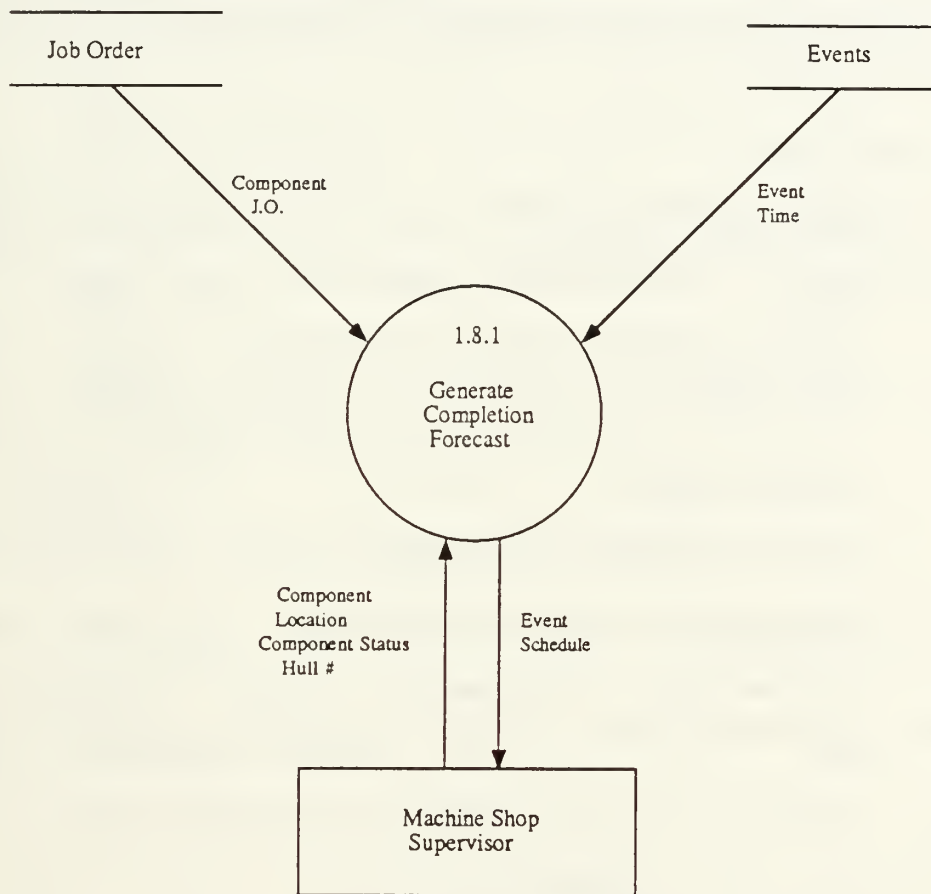 Job Order
Events
Component
J.O.
Event
Time
1.8.1
Generate
Completion
Forecast
Component
Location
Component Status
Hull #
Event
Schedule
Machine Shop
Supervisor